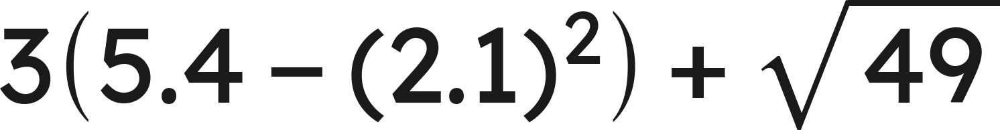 3(5.4 − (2.1)²) + √49